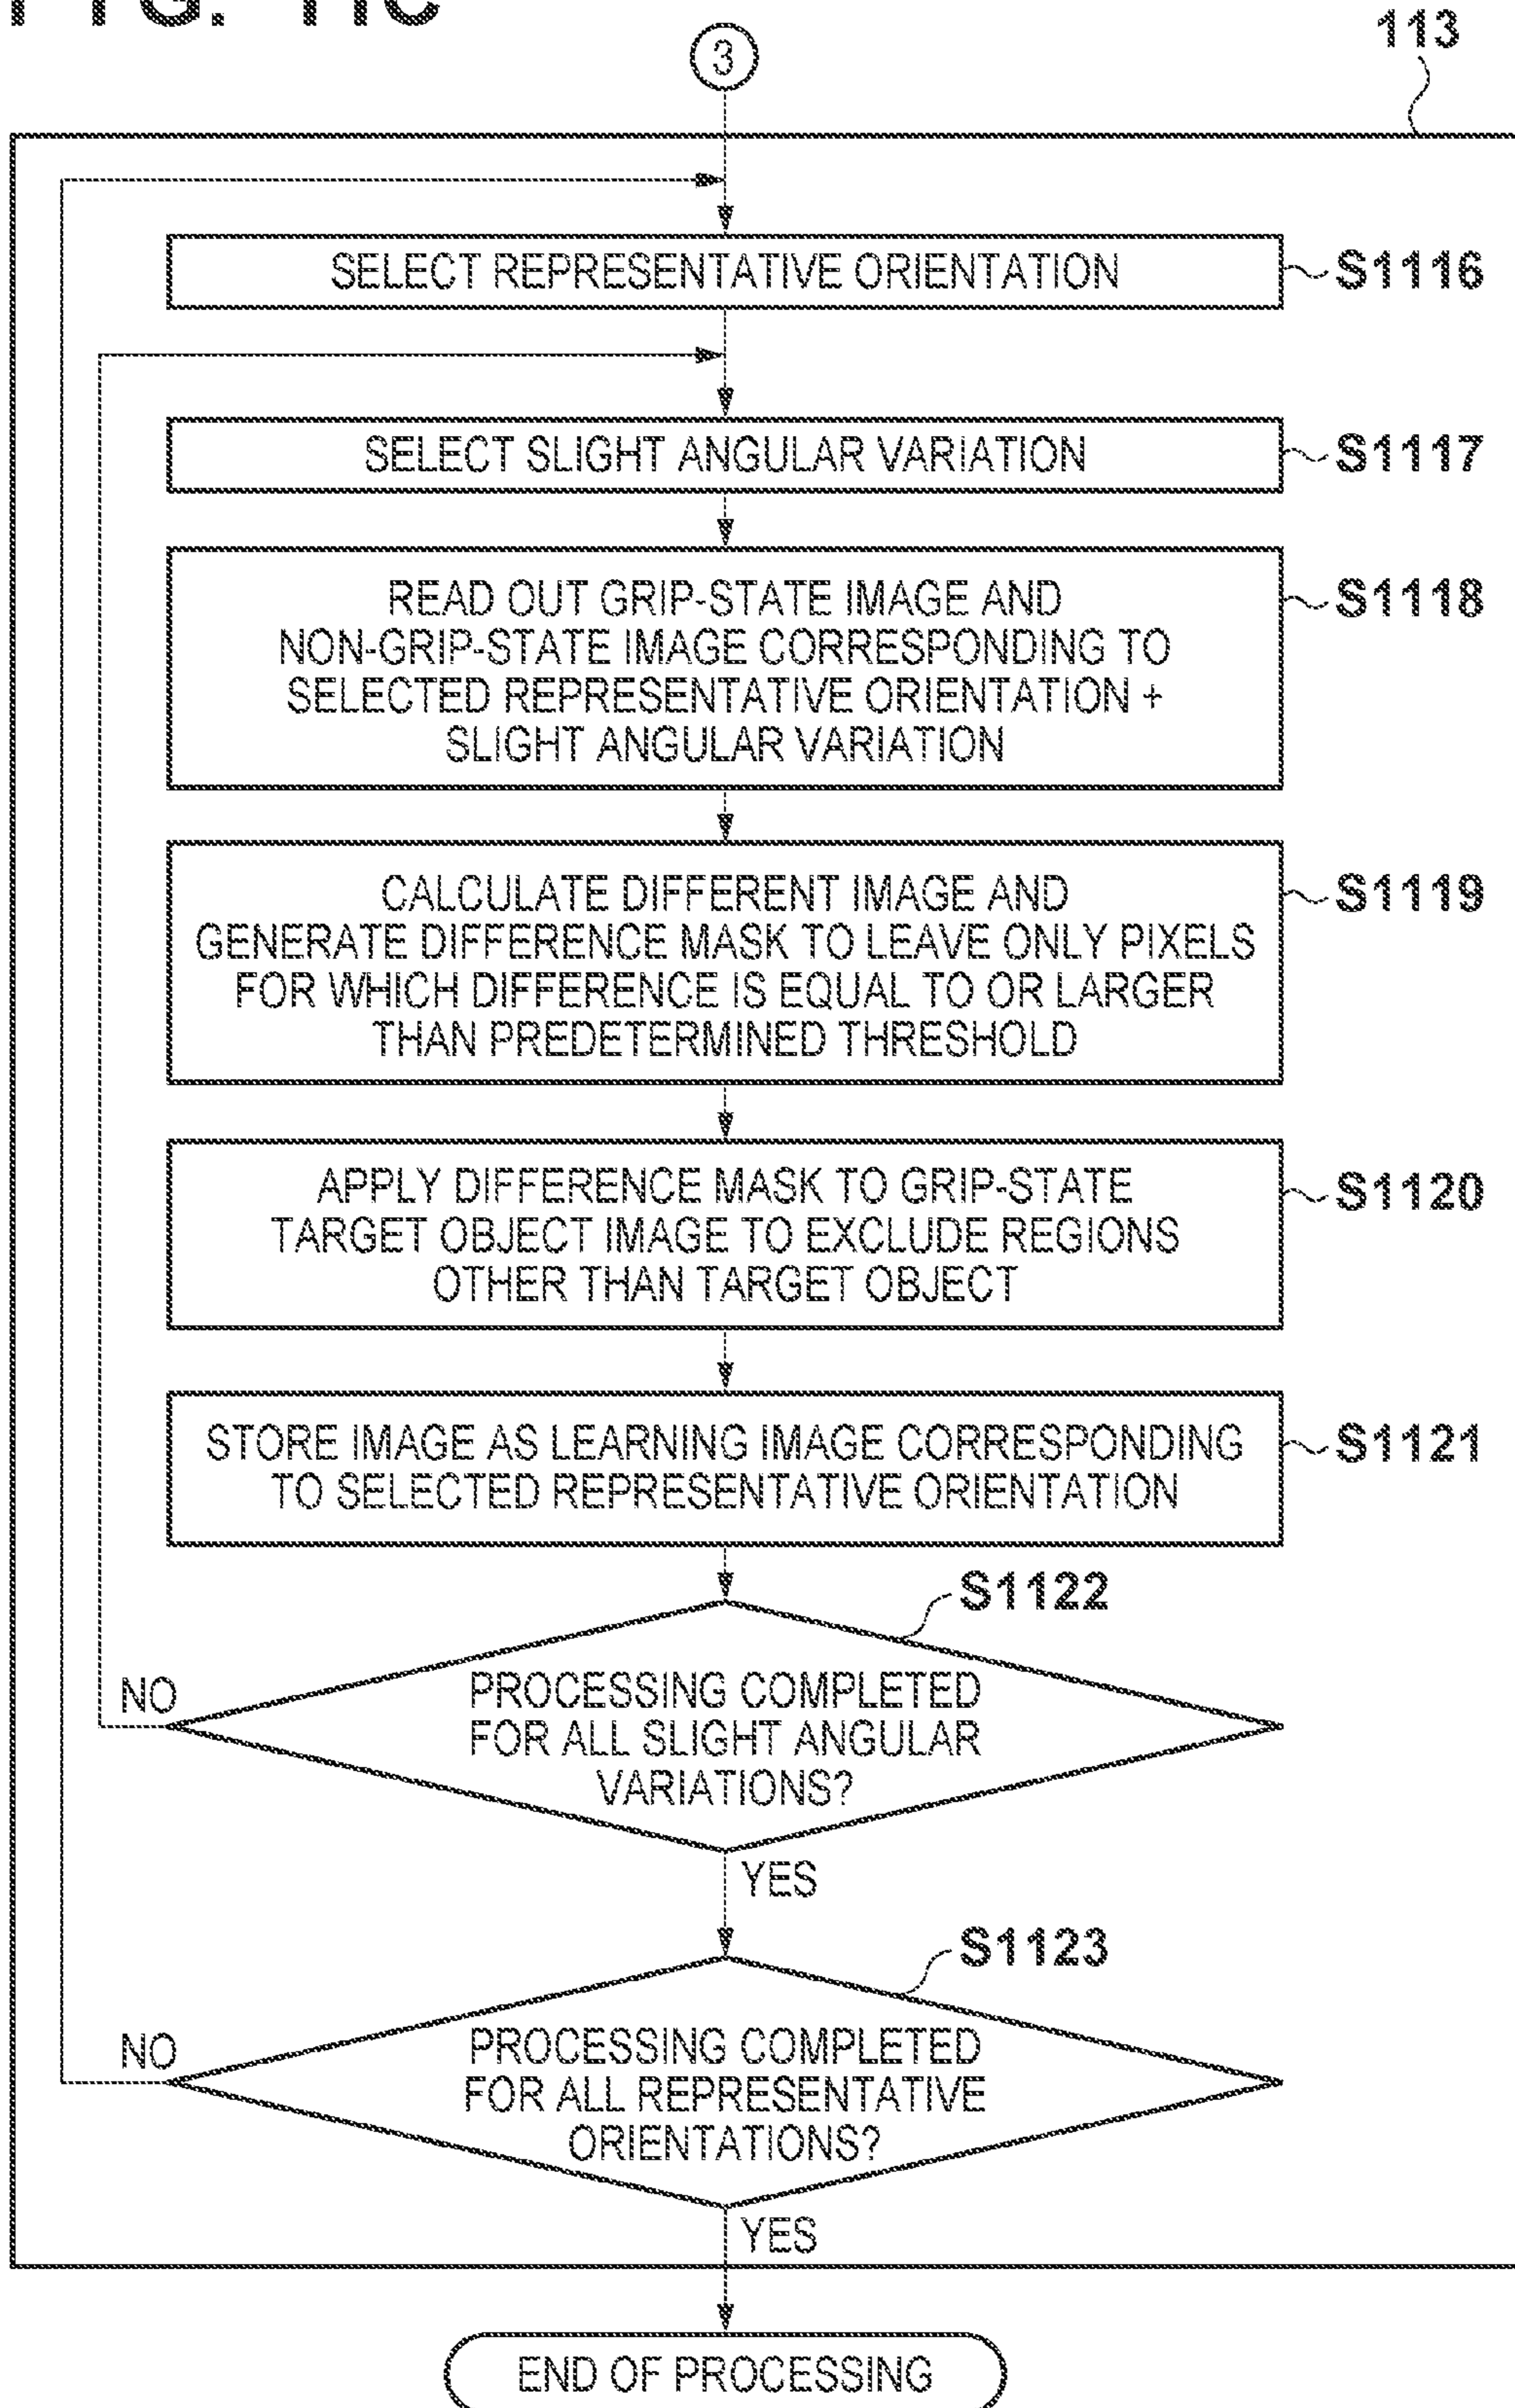 FIG. 11C
3
113
SELECT REPRESENTATIVE ORIENTATION
S1116
SELECT SLIGHT ANGULAR VARIATION
S1117
READ OUT GRIP-STATE IMAGE AND
NON-GRIP-STATE IMAGE CORRESPONDING TO
SELECTED REPRESENTATIVE ORIENTATION +
SLIGHT ANGULAR VARIATION
S1118
CALCULATE DIFFERENT IMAGE AND
GENERATE DIFFERENCE MASK TO LEAVE ONLY PIXELS
FOR WHICH DIFFERENCE IS EQUAL TO OR LARGER
THAN PREDETERMINED THRESHOLD
S1119
APPLY DIFFERENCE MASK TO GRIP-STATE
TARGET OBJECT IMAGE TO EXCLUDE REGIONS
OTHER THAN TARGET OBJECT
S1120
STORE IMAGE AS LEARNING IMAGE CORRESPONDING
TO SELECTED REPRESENTATIVE ORIENTATION
S1121
S1122
NO
PROCESSING COMPLETED
FOR ALL SLIGHT ANGULAR
VARIATIONS?
YES
S1123
NO
PROCESSING COMPLETED
FOR ALL REPRESENTATIVE
ORIENTATIONS?
YES
END OF PROCESSING